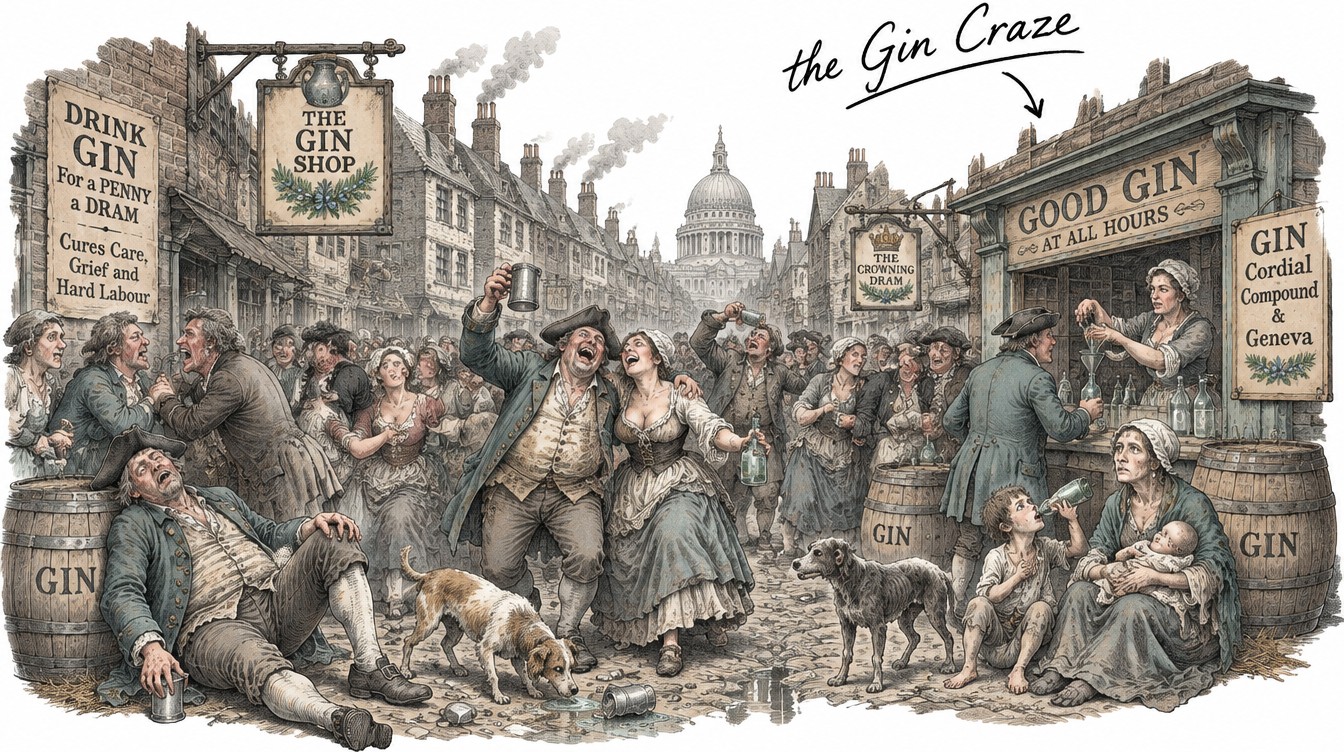 the Gin Craze
DRINK
GIN
For a PENNY
a DRAM
Cures Care,
Grief and
Hard Labour
THE
GIN
SHOP
THE
CROWNING
DRAM
GOOD GIN
AT ALL HOURS
GIN
Cordial
Compound
&
Geneva
GIN
GIN
GIN